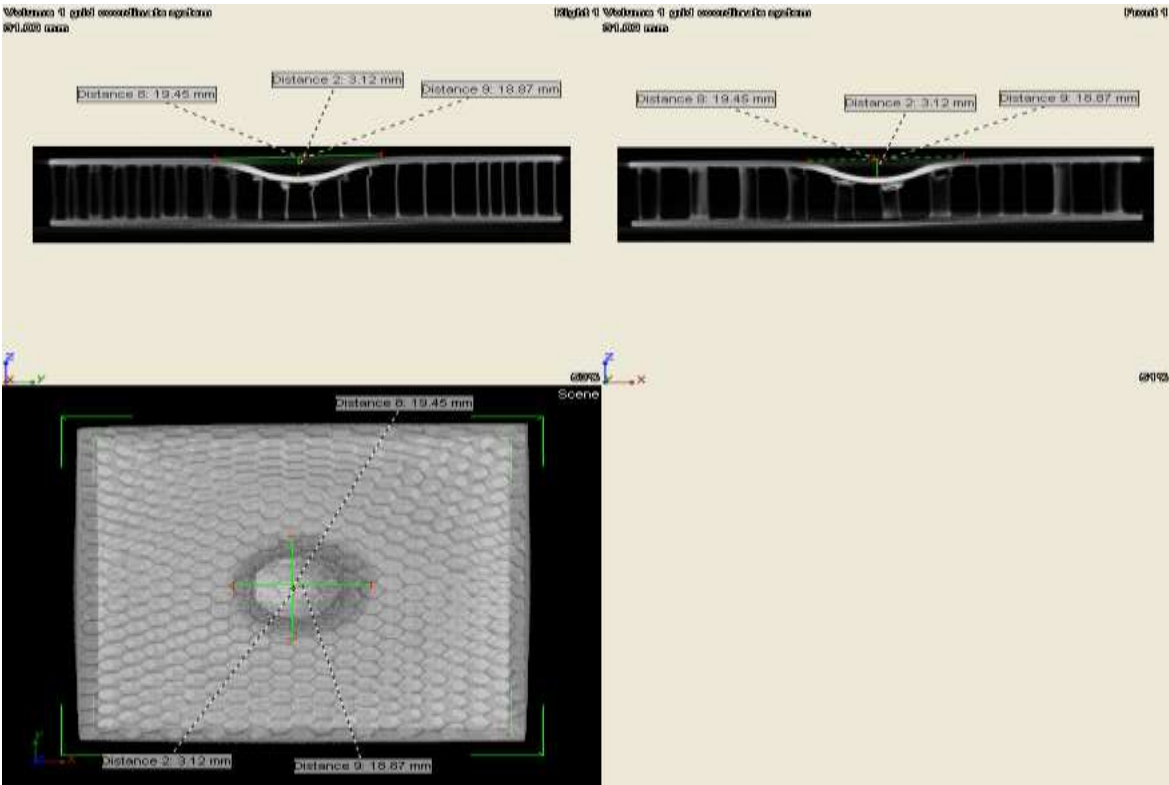 Volume 1 grid coordinate system
Right 1
91.02 mm
Distance 8: 19.45 mm
Distance 2: 3.12 mm
Distance 9: 18.87 mm
Z
X
Y
Volume 1 grid coordinate system
Front 1
Distance 8: 19.45 mm
Distance 2: 3.12 mm
Distance 9: 18.87 mm
Z
Y
X
Scene
Distance 8: 19.45 mm
Distance 2: 3.12 mm
Distance 9: 18.87 mm
Y
Z
X